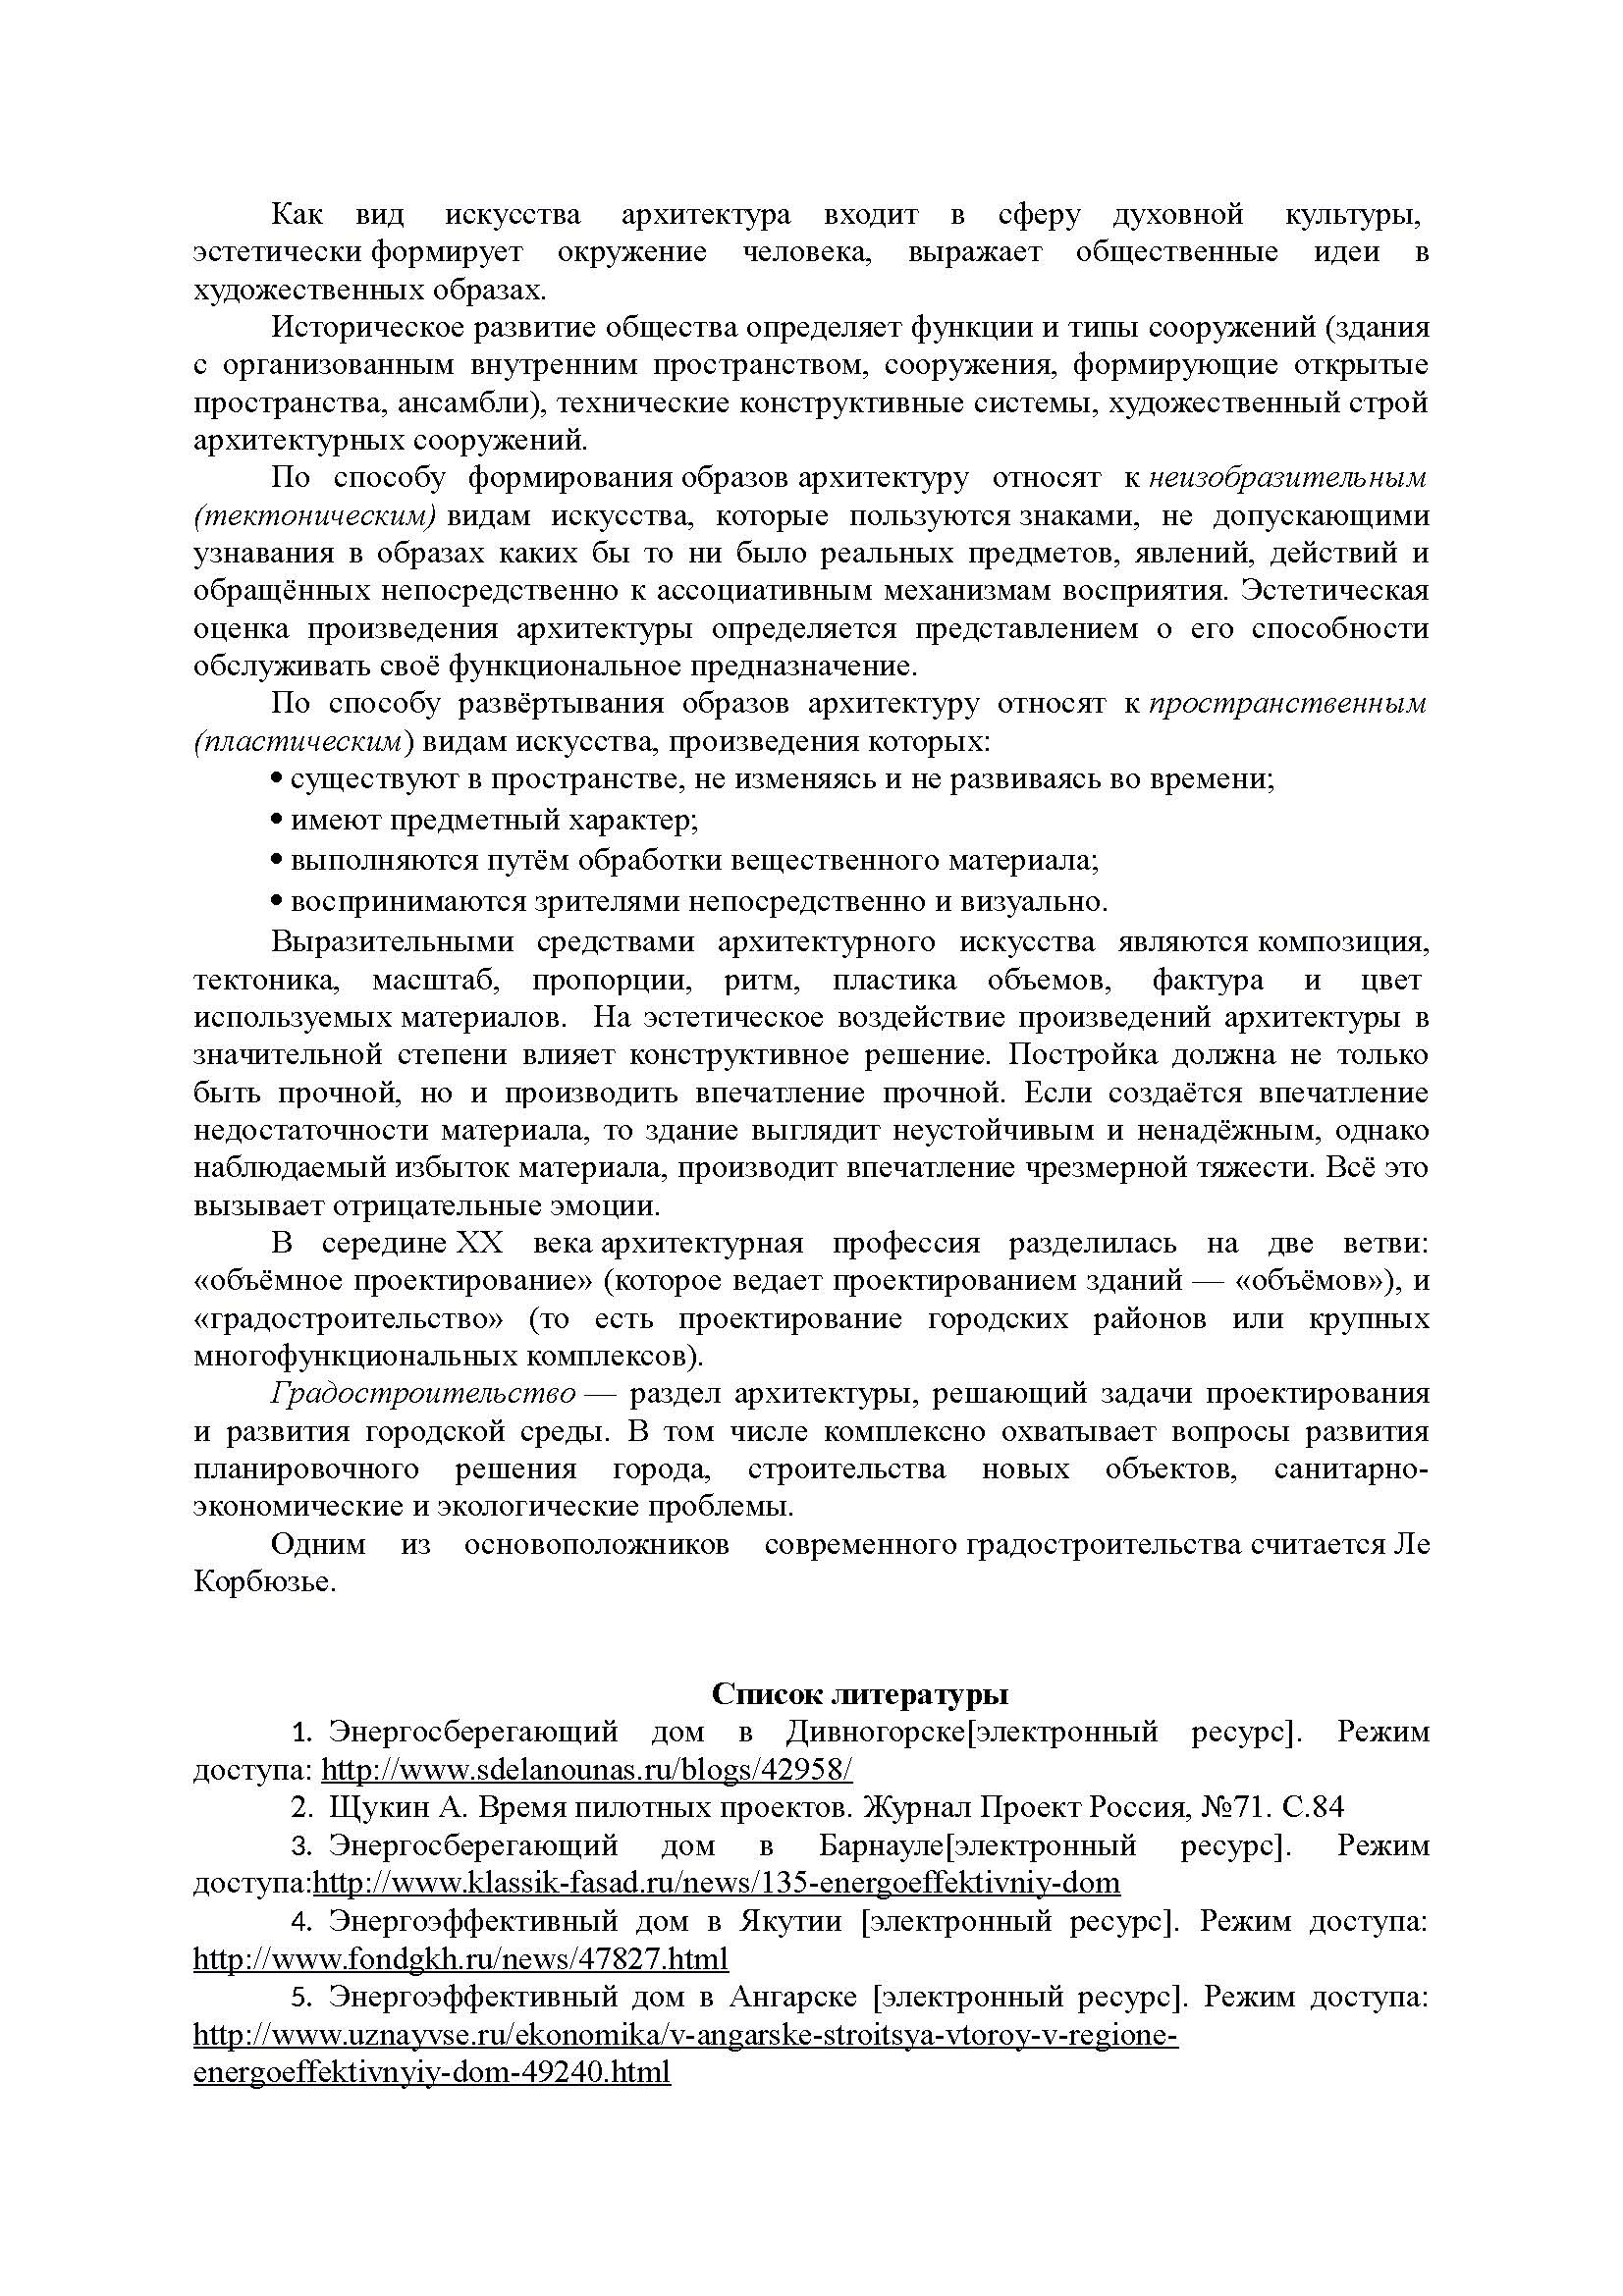 Как вид искусства архитектура входит в сферу духовной культуры,
эстетически формирует окружение человека, выражает общественные идеи в
художественных образах.
Историческое развитие общества определяет функции и типы сооружений (здания
с организованным внутренним пространством, сооружения, формирующие открытые
пространства, ансамбли), технические конструктивные системы, художественный строй
архитектурных сооружений.
По способу формирования образов архитектуру относят к неизобразительным
(тектоническим) видам искусства, которые пользуются знаками, не допускающими
узнавания в образах каких бы то ни было реальных предметов, явлений, действий и
обращённых непосредственно к ассоциативным механизмам восприятия. Эстетическая
оценка произведения архитектуры определяется представлением о его способности
обслуживать своё функциональное предназначение.
По способу развёртывания образов архитектуру относят к пространственным
(пластическим) видам искусства, произведения которых:
• существуют в пространстве, не изменяясь и не развиваясь во времени;
• имеют предметный характер;
• выполняются путём обработки вещественного материала;
• воспринимаются зрителями непосредственно и визуально.
Выразительными средствами архитектурного искусства являются композиция,
тектоника, масштаб, пропорции, ритм, пластика объемов, фактура и цвет
используемых материалов. На эстетическое воздействие произведений архитектуры в
значительной степени влияет конструктивное решение. Постройка должна не только
быть прочной, но и производить впечатление прочной. Если создаётся впечатление
недостаточности материала, то здание выглядит неустойчивым и ненадёжным, однако
наблюдаемый избыток материала, производит впечатление чрезмерной тяжести. Всё это
вызывает отрицательные эмоции.
В середине XX века архитектурная профессия разделилась на две ветви:
«объёмное проектирование» (которое ведает проектированием зданий — «объёмов»), и
«градостроительство» (то есть проектирование городских районов или крупных
многофункциональных комплексов).
Градостроительство — раздел архитектуры, решающий задачи проектирования
и развития городской среды. В том числе комплексно охватывает вопросы развития
планировочного решения города, строительства новых объектов, санитарно-
экономические и экологические проблемы.
Одним из основоположников современного градостроительства считается Ле
Корбюзье.
Список литературы
1. Энергосберегающий дом в Дивногорске[электронный ресурс]. Режим
доступа: http://www.sdelanounas.ru/blogs/42958/
2. Щукин А. Время пилотных проектов. Журнал Проект Россия, №71. С.84
3. Энергосберегающий дом в Барнауле[электронный ресурс]. Режим
доступа:http://www.klassik-fasad.ru/news/135-energoeffektivniy-dom
4. Энергоэффективный дом в Якутии [электронный ресурс]. Режим доступа:
http://www.fondgkh.ru/news/47827.html
5. Энергоэффективный дом в Ангарске [электронный ресурс]. Режим доступа:
http://www.uznayvse.ru/ekonomika/v-angarske-stroitsya-vtoroy-v-regione-
energoeffektivnyiy-dom-49240.html